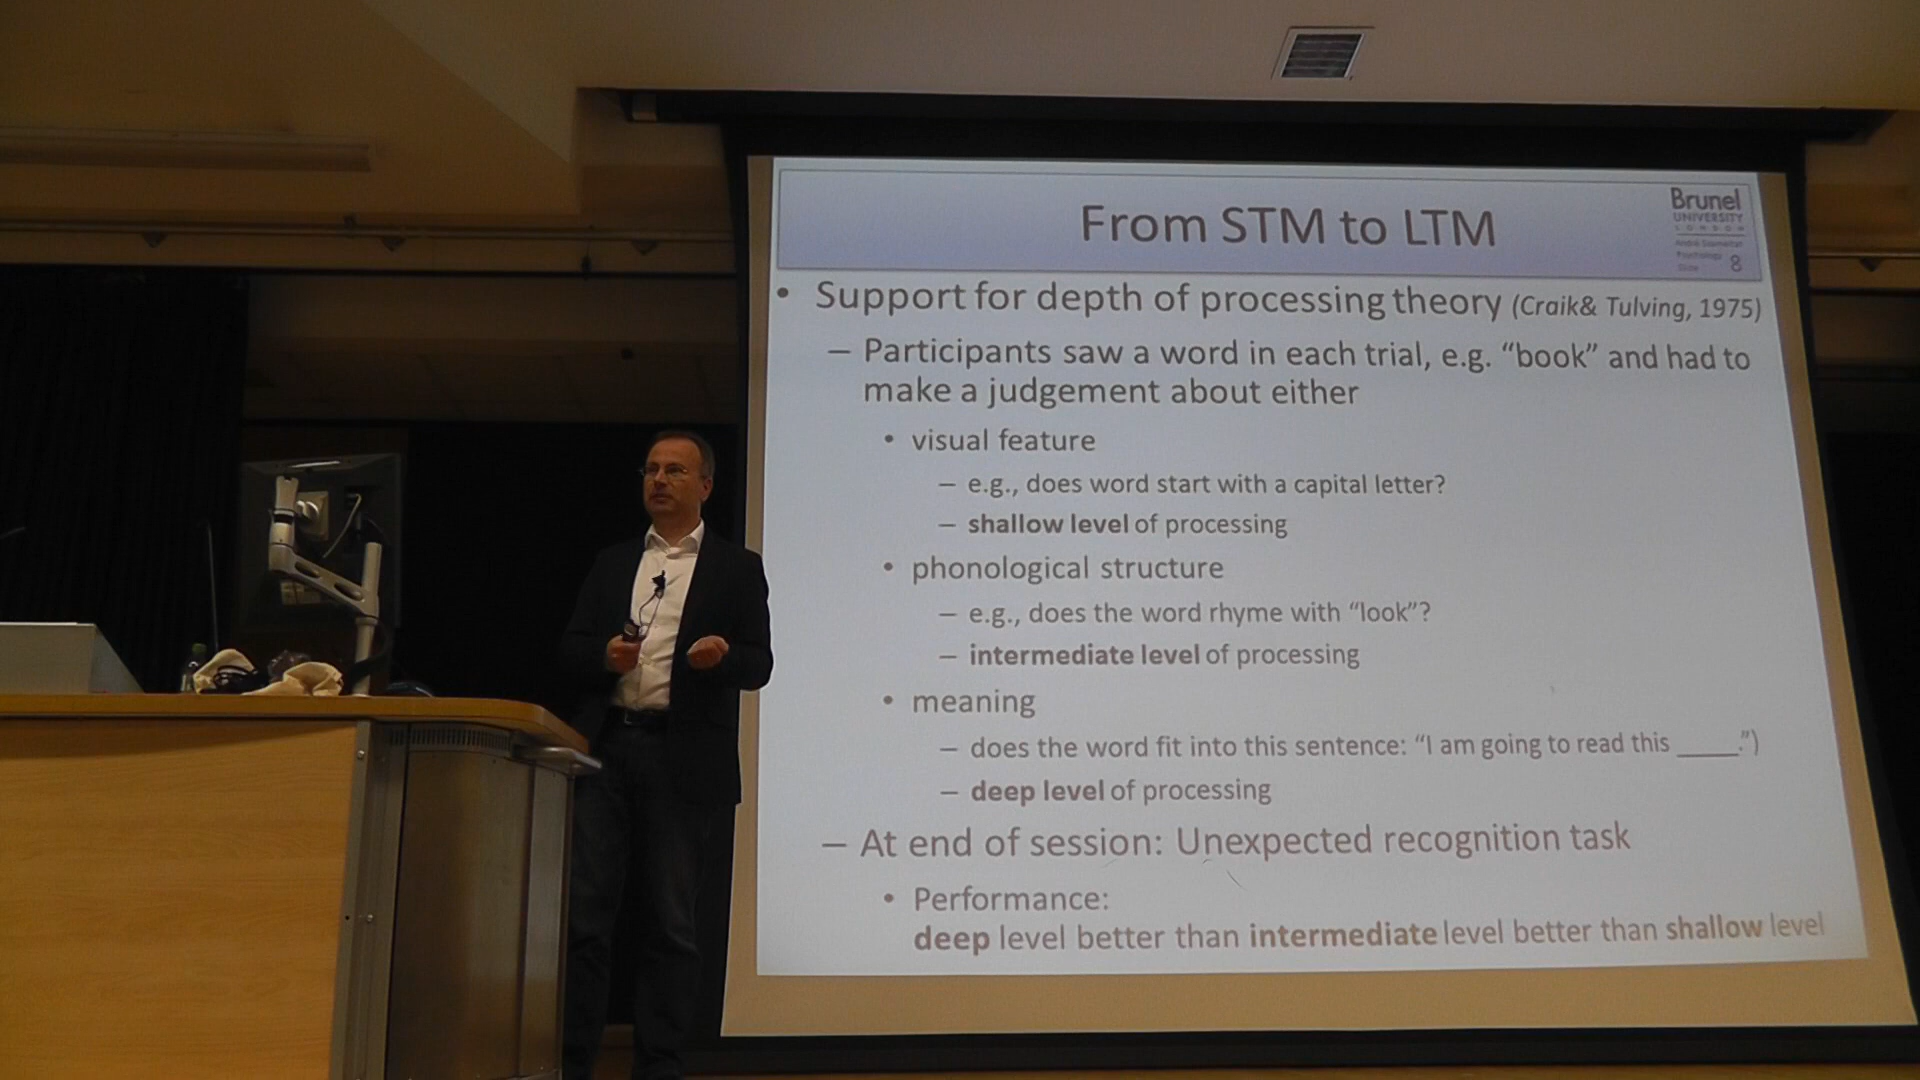 From STM to LTM
Brunel
UNIVERSITY
LONDON
Psychology
Slide 8
• Support for depth of processing theory (Craik& Tulving, 1975)
– Participants saw a word in each trial, e.g. “book” and had to
make a judgement about either
• visual feature
– e.g., does word start with a capital letter?
– shallow level of processing
• phonological structure
– e.g., does the word rhyme with “look”?
– intermediate level of processing
• meaning
– does the word fit into this sentence: “I am going to read this _____.”)
– deep level of processing
– At end of session: Unexpected recognition task
• Performance:
deep level better than intermediate level better than shallow level